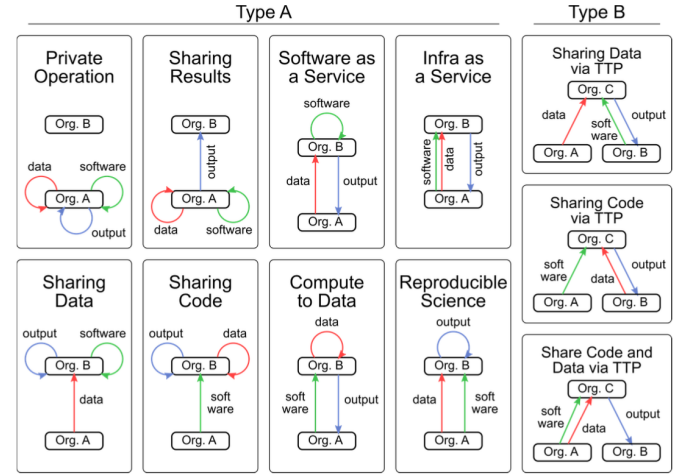 Type A
Type B
Private
Operation
Org. B
data
software
Org. A
output
Sharing
Results
Org. B
output
Org. A
data
software
Software as
a Service
software
Org. B
data
output
Org. A
Infra as
a Service
Org. B
software
data
output
Org. A
Sharing Data
via TTP
Org. C
data
soft
ware
output
Org. A
Org. B
Sharing Code
via TTP
Org. C
soft
ware
data
output
Org. A
Org. B
Sharing
Data
output
software
Org. B
data
Org. A
Sharing
Code
output
data
Org. B
soft
ware
Org. A
Compute
to Data
data
Org. B
soft
ware
output
Org. A
Reproducible
Science
output
Org. B
data
soft
ware
Org. A
Share Code and
Data via TTP
Org. C
soft
ware
data
output
Org. A
Org. B